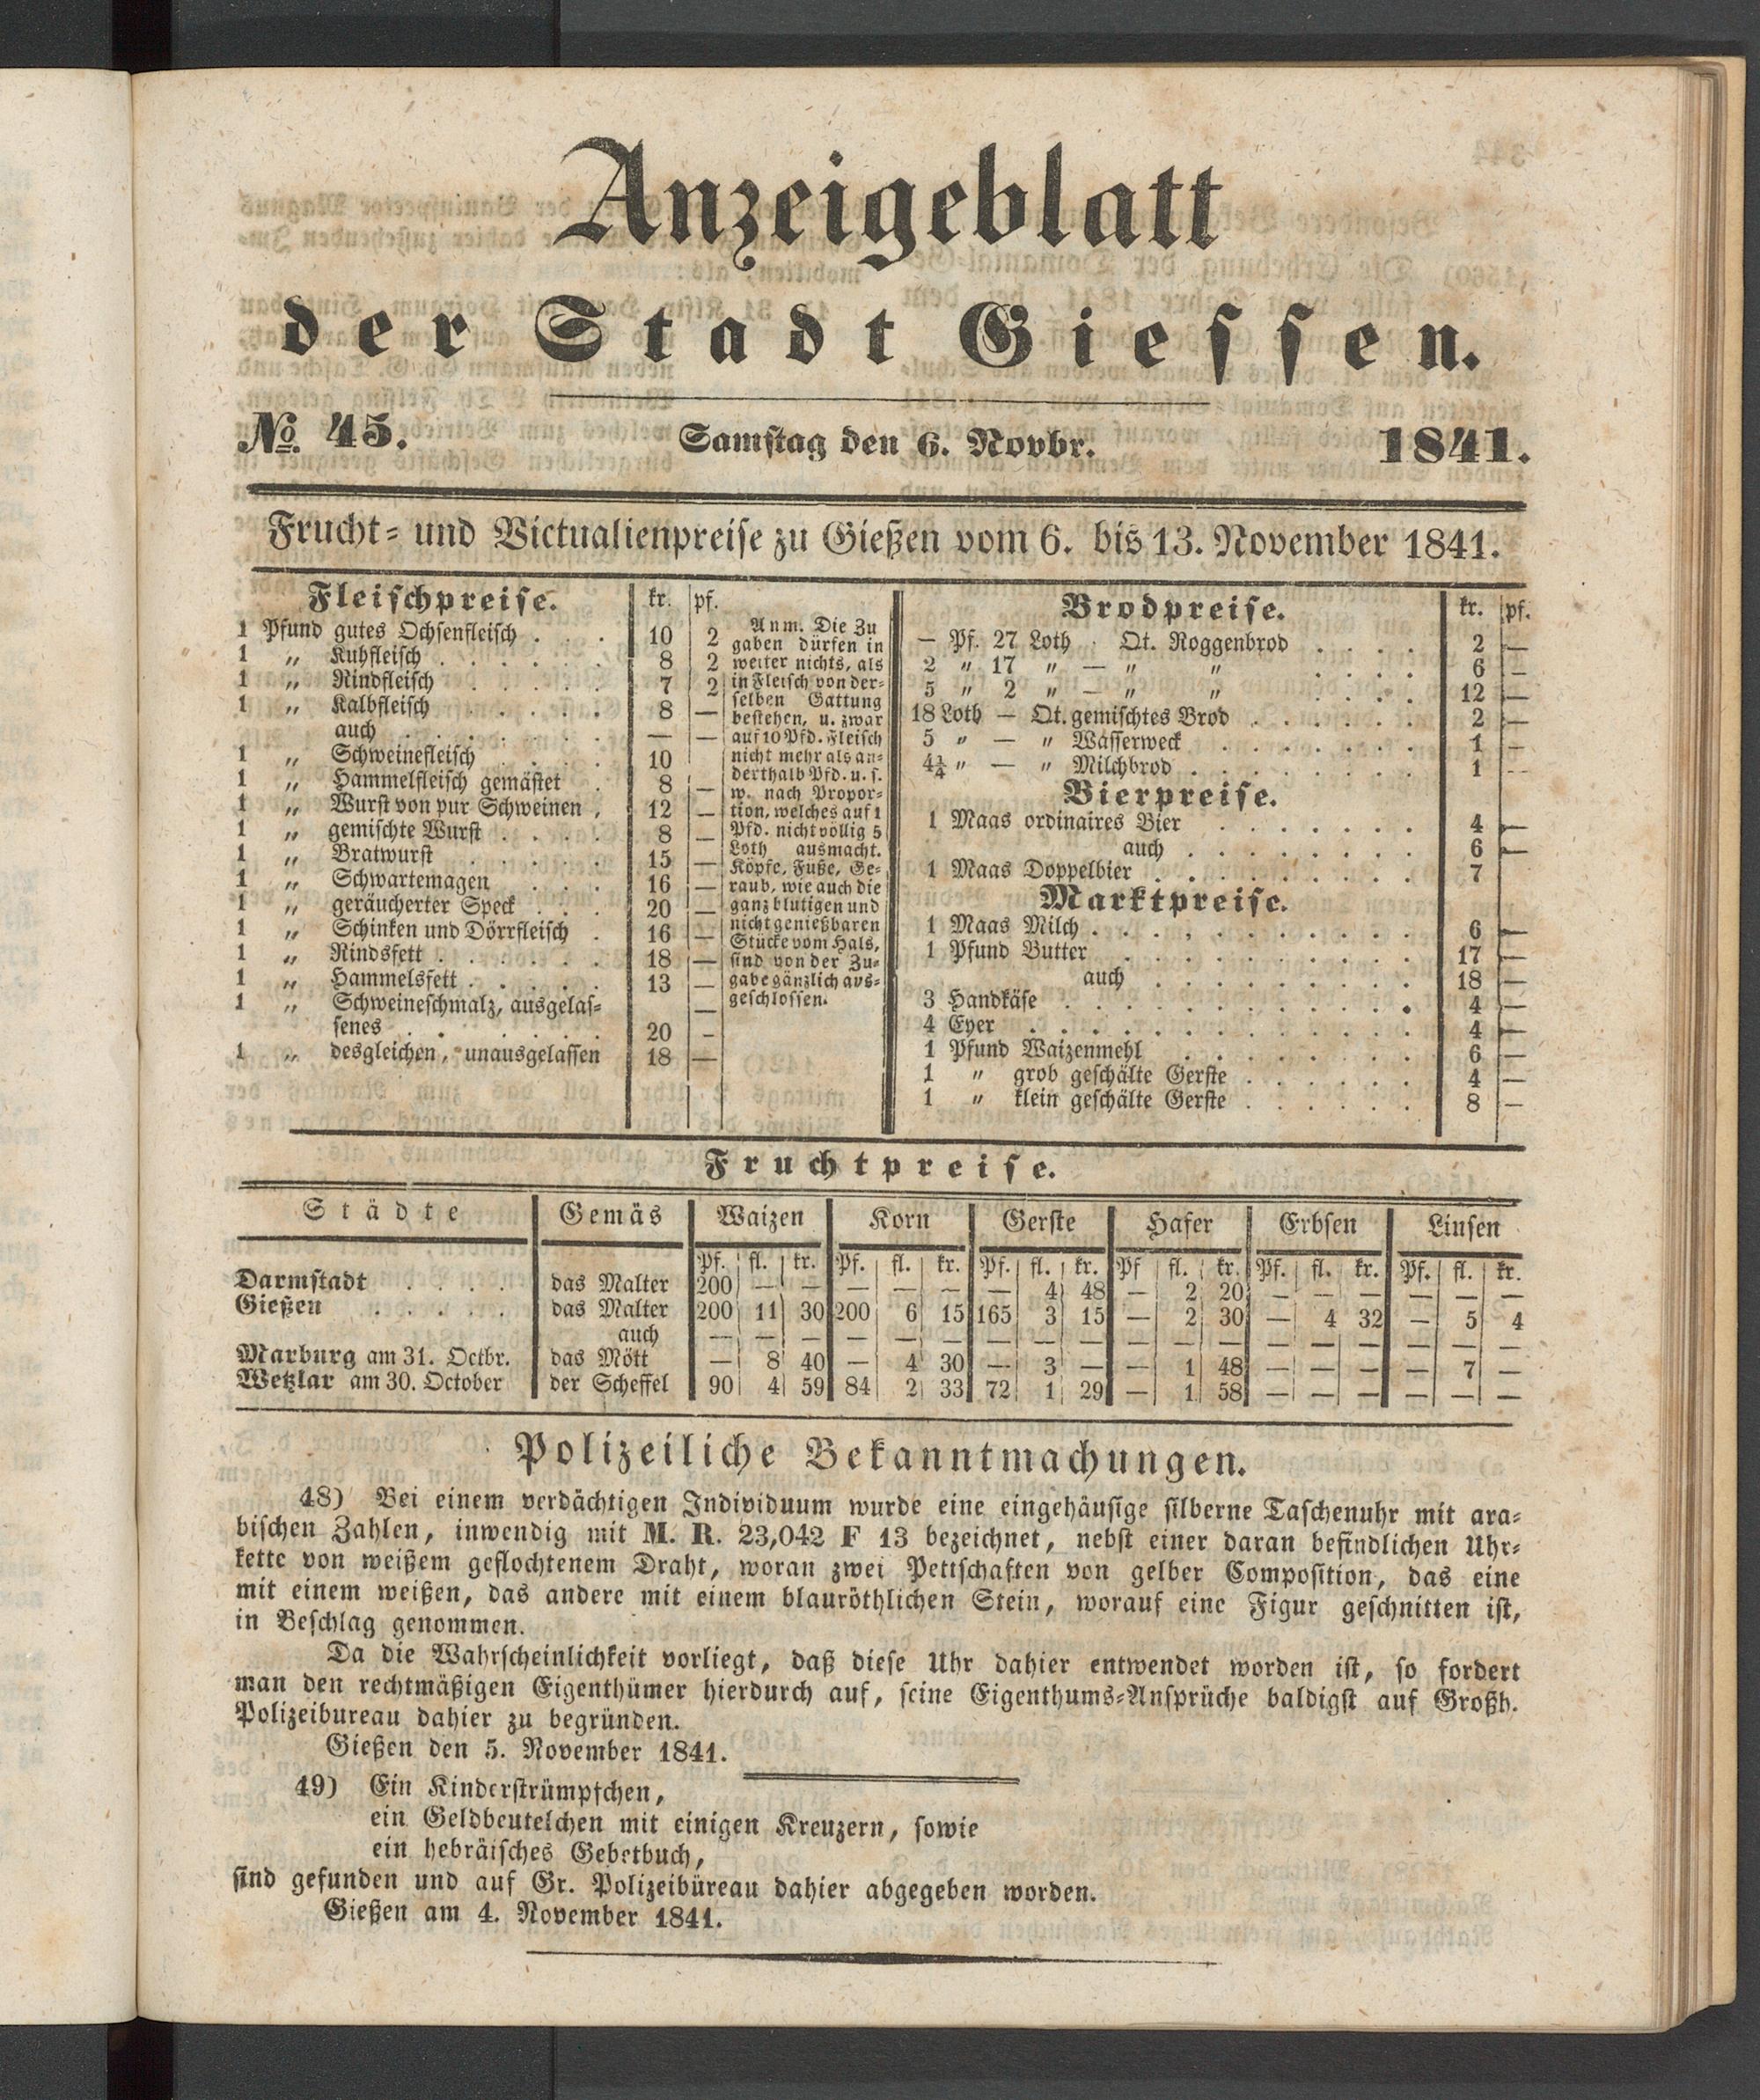 Anzeigeblatt
der Stadt Giessen.
No. 45. Samstag den 6. Novbr. 1841.
Frucht- und Victualienpreise zu Gießen vom 6. bis 13. November 1841.
Fleischpreise. kr. pf.
1 Pfund gutes Ochsenfleisch . . . 10 2
1 „ Kuhfleisch . . . . . . 8 2
1 „ Rindfleisch . . . . . 7 2
1 „ Kalbfleisch . . . . . 8 —
auch . . . . . . . — —
1 „ Schweinefleisch . . . . 10
1 „ Hammelfleisch gemästet . 8 —
1 „ Wurst von pur Schweinen . 12 —
1 „ gemischte Wurst . . . . 8 —
1 „ Bratwurst . . . . . 15 —
1 „ Schwartemagen . . . 16 —
1 „ geräucherter Speck . . . 20 —
1 „ Schinken und Dörrfleisch . 16 —
1 „ Rindsfett . . . . . . 18 —
1 „ Hammelsfett . . . . . 13 —
1 „ Schweineschmalz, ausgelas- —
senes . . . . . . . 20 –
1 „ desgleichen, unausgelassen 18 —
Anm. Die Zu
gaben dürfen in
weiter nichts, als
in Fleisch von der-
selben Gattung
bestehen, u. zwar
auf 10 Pfd. Fleisch
nicht mehr als an-
derthalb Pfd. u. s.
w. nach Propor-
tion, welches auf 1
Pfd. nicht völlig 5
Loth ausmacht.
Köpfe, Füße, Ge-
raub, wie auch die
ganz blutigen und
nicht genießbaren
Stücke vom Hals,
sind von der Zu-
gabe gänzlich aus-
geschlossen.
Brodpreise. kr. pf.
— Pf. 27 Loth · Qt. Roggenbrod . . . . 2 —
2 „ 17 „ — „ „ . . . . 6 —
5 „ 2 „ — „ „ . . . . 12 —
18 Loth — Qt. gemischtes Brod . . . . . . 2 —
5 „ — „ Wasserweck . . . . . . . 1 –
4¼ „ — „ Milchbrod . . . . . . . . 1 --
Bierpreise.
1 Maas ordinaires Bier . . . . . . . 4 —
auch . . . . . . . . 6 —
1 Maas Doppelbier . . . . . . . . . 7
Marktpreise.
1 Maas Milch . . . . . . . . . . . 6 —
1 Pfund Butter . . . . . . . . . . 17 —
auch . . . . . . . . . 18 —
3 Handkäse . . . . . . . . . . . . 4 —
4 Eyer . . . . . . . . . . . . . 4 —
1 Pfund Waizenmehl . . . . . . . . 6 —
1 „ grob geschälte Gerste . . . . . . 4 —
1 „ klein geschälte Gerste . . . . . . 8 —
Fruchtpreise.
Städte Gemäs Waizen Korn Gerste Hafer Erbsen Linsen
Pf. fl. kr. Pf. fl. kr. Pf. fl. kr. Pf fl. kr. Pf. fl. kr. Pf. fl. kr.
Darmstadt . . . . das Malter 200 — — — — — — 4 48 — 2 20 — — — — — —
Gießen . . . . . das Malter 200 11 30 200 6 15 165 3 15 — 2 30 — 4 32 — 5 4
auch — — — — — — — — — — — — — — — — — —
Marburg am 31. Octbr. das Mött — 8 40 — 4 30 — 3 — — 1 48 — — — — 7 —
Wetzlar am 30. October der Scheffel 90 4 59 84 2 33 72 1 29 — 1 58 — — — — — —
Polizeiliche Bekanntmachungen.
48) Bei einem verdächtigen Individuum wurde eine eingehäusige silberne Taschenuhr mit ara-
bischen Zahlen, inwendig mit M. R. 23,042 F 13 bezeichnet, nebst einer daran befindlichen Uhr-
kette von weißem geflochtenem Draht, woran zwei Pettschaften von gelber Composition, das eine
mit einem weißen, das andere mit einem blauröthlichen Stein, worauf eine Figur geschnitten ist,
in Beschlag genommen.
Da die Wahrscheinlichkeit vorliegt, daß diese Uhr dahier entwendet worden ist, so fordert
man den rechtmäßigen Eigenthümer hierdurch auf, seine Eigenthums-Ansprüche baldigst auf Großh.
Polizeibureau dahier zu begründen.
Gießen den 5. November 1841.
49) Ein Kinderstrümpfchen,
ein Geldbeutelchen mit einigen Kreuzern, sowie
ein hebräisches Gebetbuch,
sind gefunden und auf Gr. Polizeibüreau dahier abgegeben worden.
Gießen am 4. November 1841.